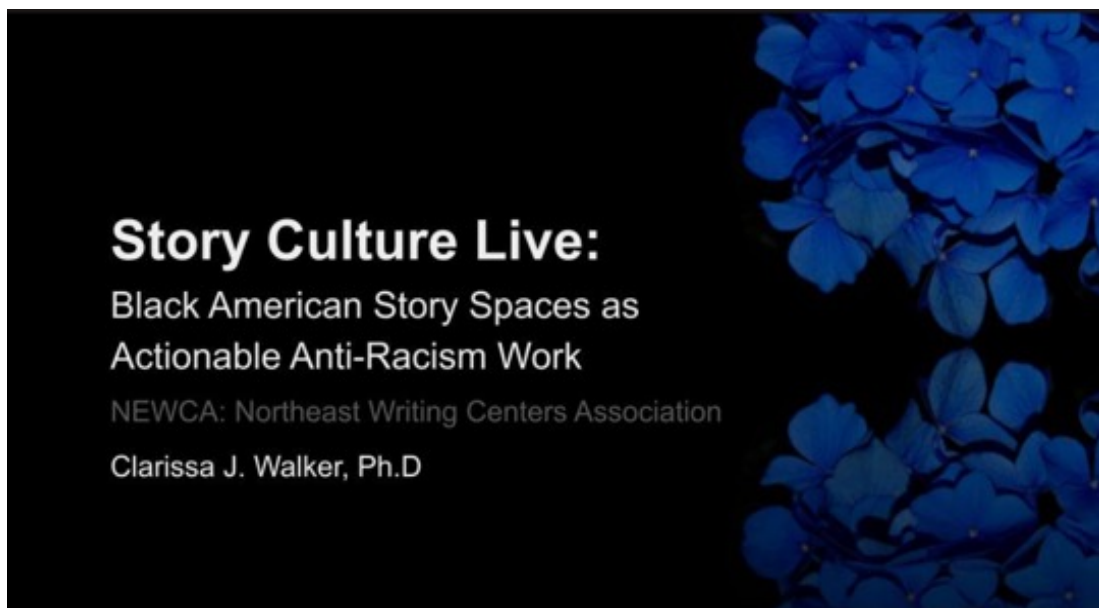 Story Culture Live:
Black American Story Spaces as
Actionable Anti-Racism Work
NEWCA: Northeast Writing Centers Association
Clarissa J. Walker, Ph.D